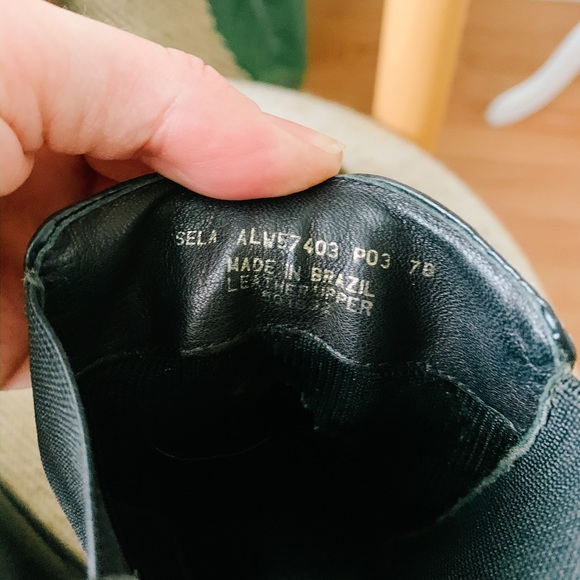 SELA ALW57403 P03 7B
MADE IN BRAZIL
LEATHER UPPER